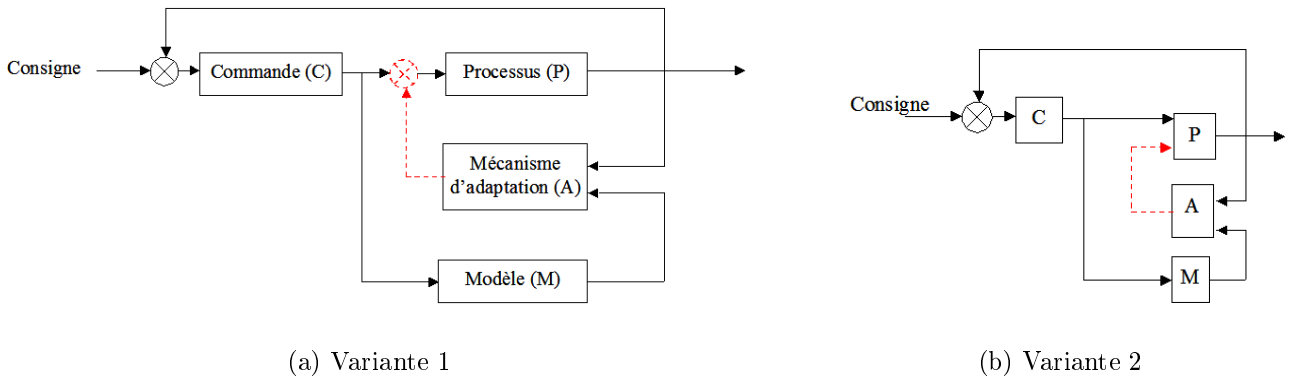 Consigne
Commande (C)
Processus (P)
Mécanisme
d'adaptation (A)
Modèle (M)
(a) Variante 1
Consigne
C
P
A
M
(b) Variante 2